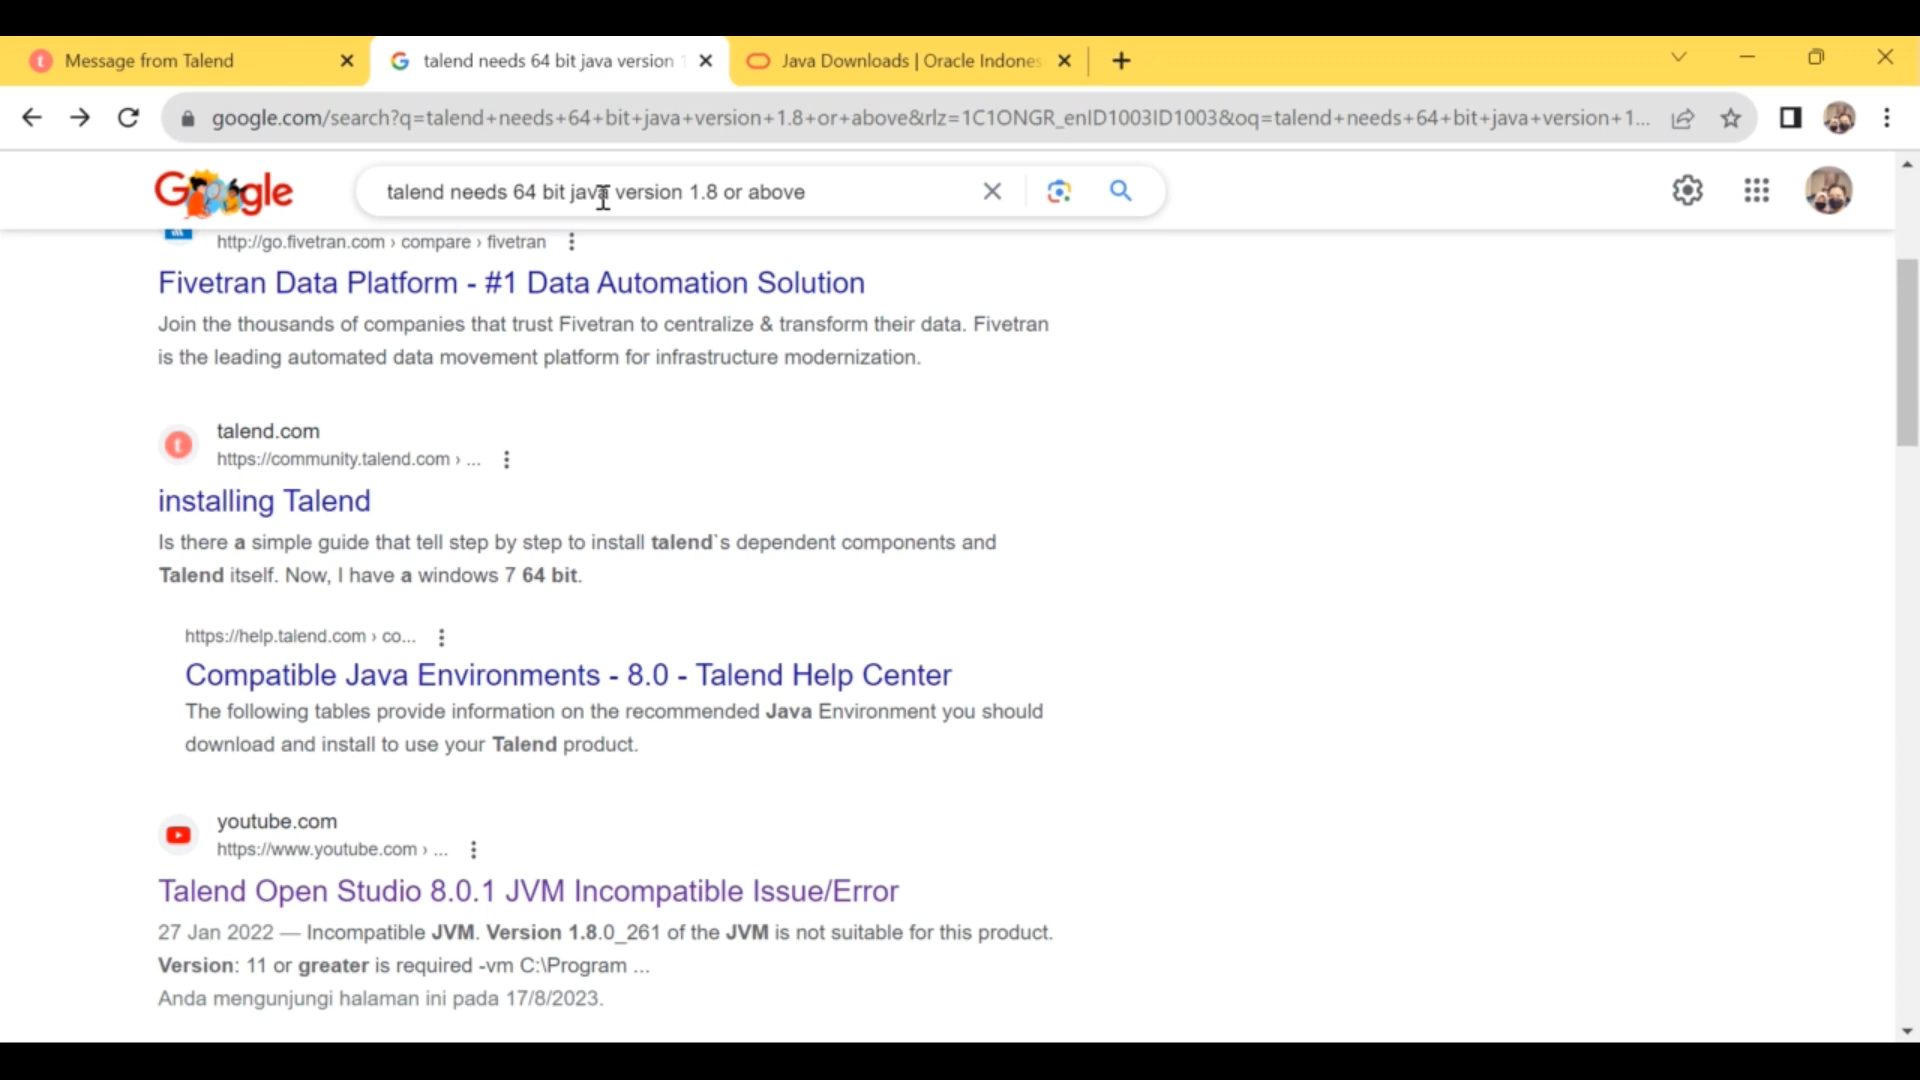 Message from Talend
talend needs 64 bit java version 1
Java Downloads | Oracle Indones
google.com/search?q=talend+needs+64+bit+java+version+1.8+or+above&rlz=1C1ONGR_enID1003ID1003&oq=talend+needs+64+bit+java+version+1...
Google
talend needs 64 bit java version 1.8 or above
http://go.fivetran.com › compare › fivetran
Fivetran Data Platform - #1 Data Automation Solution
Join the thousands of companies that trust Fivetran to centralize & transform their data. Fivetran
is the leading automated data movement platform for infrastructure modernization.
talend.com
https://community.talend.com › ...
installing Talend
Is there a simple guide that tell step by step to install talend`s dependent components and
Talend itself. Now, I have a windows 7 64 bit.
https://help.talend.com › co...
Compatible Java Environments - 8.0 - Talend Help Center
The following tables provide information on the recommended Java Environment you should
download and install to use your Talend product.
youtube.com
https://www.youtube.com › ...
Talend Open Studio 8.0.1 JVM Incompatible Issue/Error
27 Jan 2022 — Incompatible JVM. Version 1.8.0_261 of the JVM is not suitable for this product.
Version: 11 or greater is required -vm C:\Program ...
Anda mengunjungi halaman ini pada 17/8/2023.